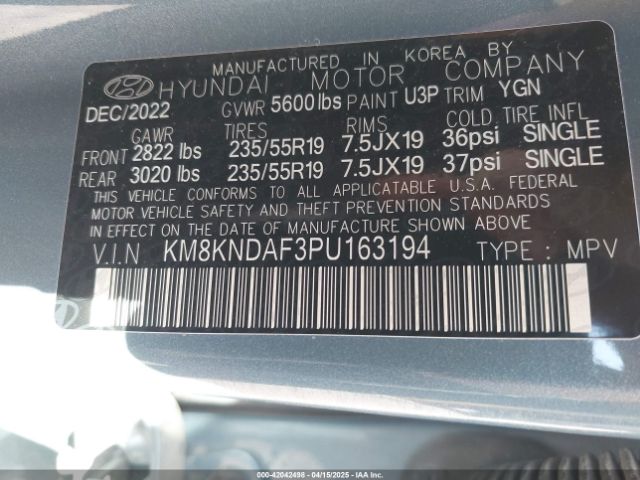 MANUFACTURED IN KOREA BY
HYUNDAI MOTOR COMPANY
DEC/2022 GVWR 5600 lbs PAINT U3P TRIM YGN
GAWR TIRES RIMS COLD TIRE INFL
FRONT 2822 lbs 235/55R19 7.5JX19 36psi SINGLE
REAR 3020 lbs 235/55R19 7.5JX19 37psi SINGLE
THIS VEHICLE CONFORMS TO ALL APPLICABLE U.S.A. FEDERAL
MOTOR VEHICLE SAFETY AND THEFT PREVENTION STANDARDS
IN EFFECT ON THE DATE OF MANUFACTURE SHOWN ABOVE.
V.I.N KM8KNDAF3PU163194 TYPE : MPV
000-42042498 - 04/15/2025 - IAAI.COM